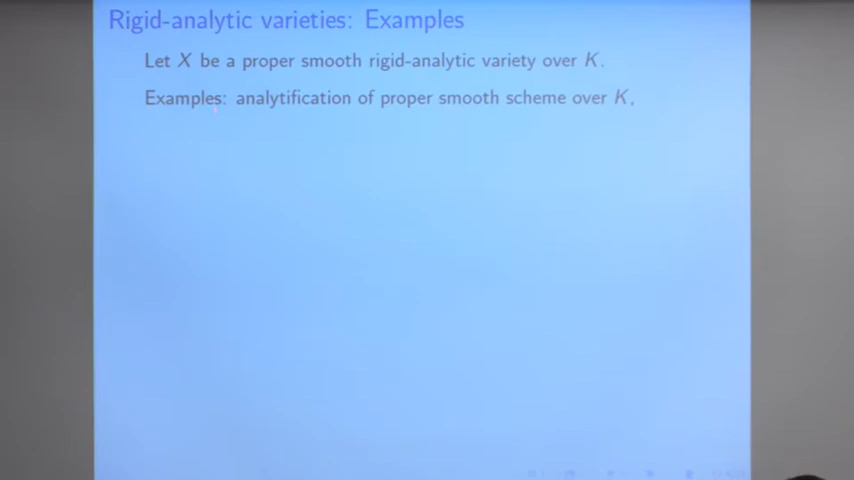 Rigid-analytic varieties: Examples
Let X be a proper smooth rigid-analytic variety over K.
Examples: analytification of proper smooth scheme over K,